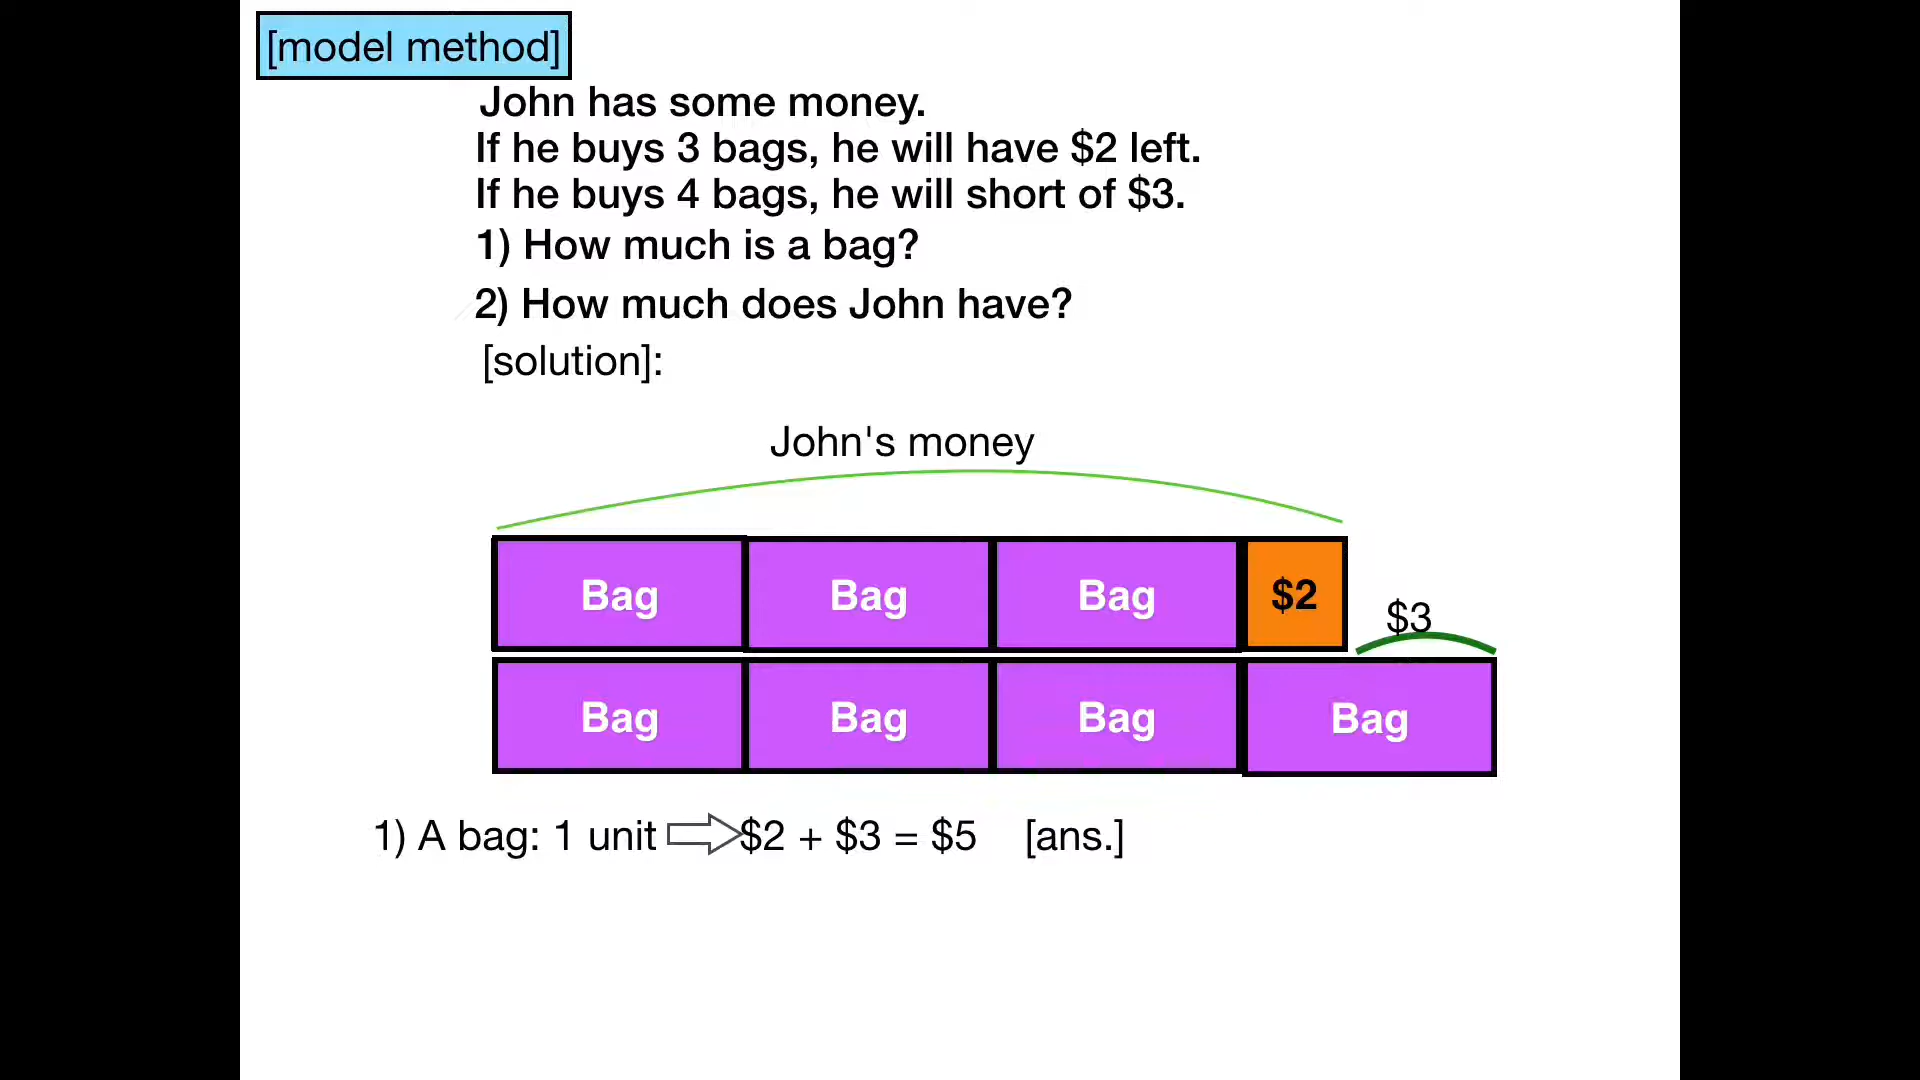 [model method]
John has some money.
If he buys 3 bags, he will have $2 left.
If he buys 4 bags, he will short of $3.
1) How much is a bag?
2) How much does John have?
[solution]:
John's money
Bag Bag Bag $2
$3
Bag Bag Bag Bag
1) A bag: 1 unit $2 + $3 = $5 [ans.]